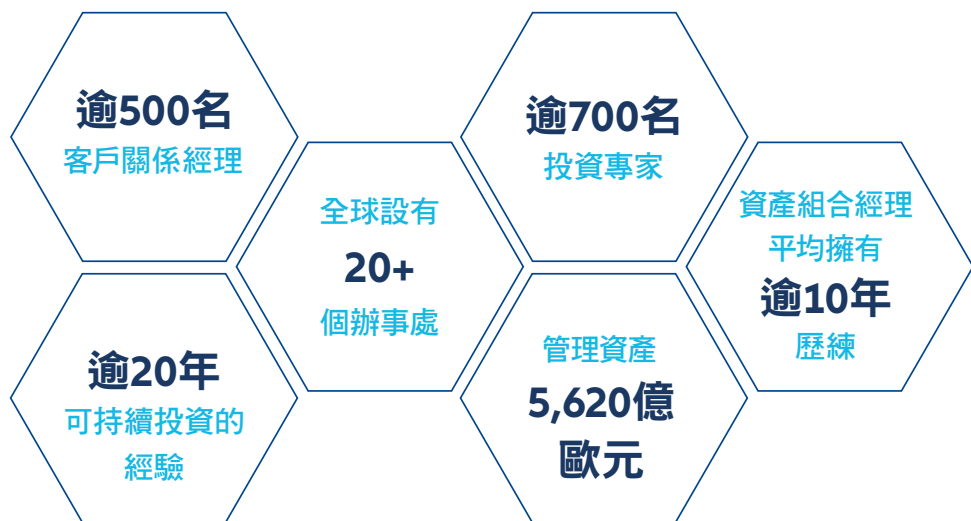 逾500名
客戶關係經理
逾700名
投資專家
全球設有
20+
個辦事處
資產組合經理
平均擁有
逾10年
歷練
逾20年
可持續投資的
經驗
管理資產
5,620億
歐元